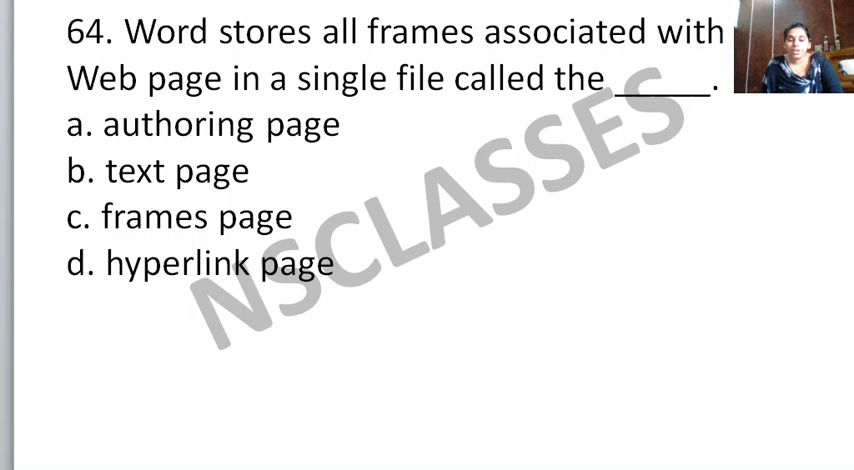 64. Word stores all frames associated with
Web page in a single file called the _____.
a. authoring page
b. text page
c. frames page
d. hyperlink page
NSCLASSES